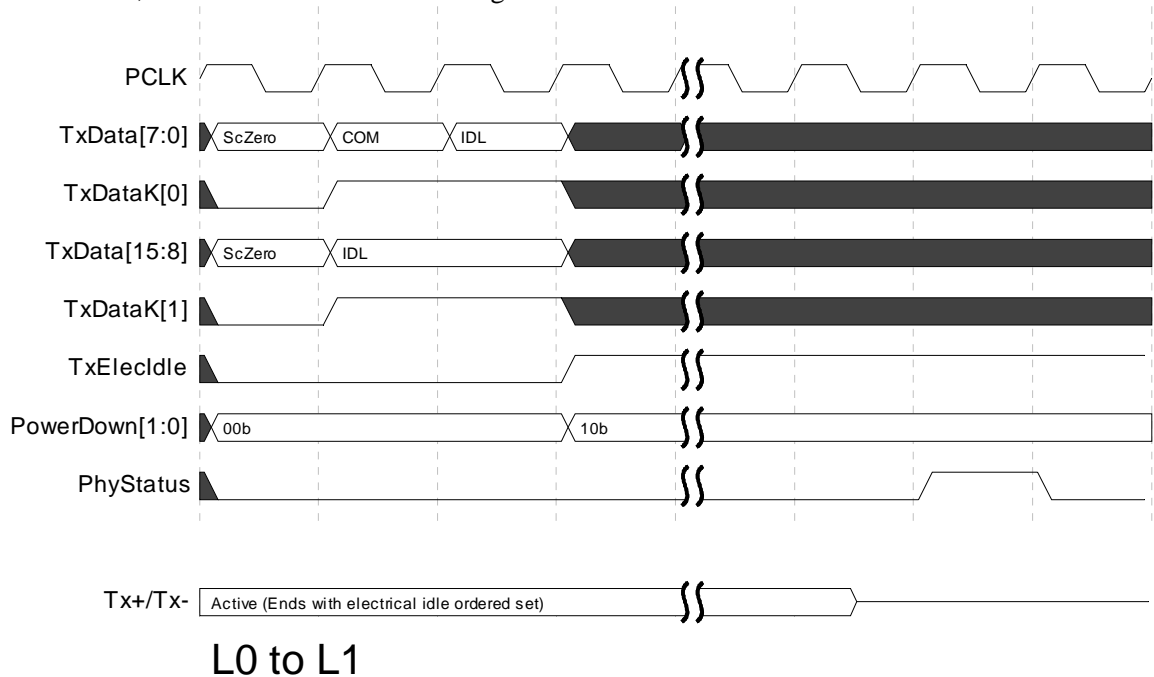 PCLK
TxData[7:0] ScZero COM IDL
TxDataK[0]
TxData[15:8] ScZero IDL
TxDataK[1]
TxElecIdle
PowerDown[1:0] 00b 10b
PhyStatus
Tx+/Tx- Active (Ends with electrical idle ordered set)
L0 to L1